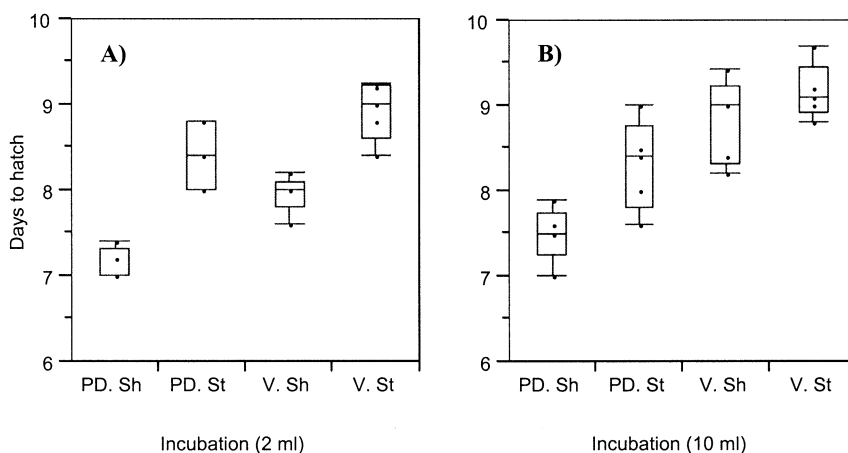 A)
Days to hatch
10
9
8
7
6
PD. Sh PD. St V. Sh V. St
Incubation (2 ml)
B)
10
9
8
7
6
PD. Sh PD. St V. Sh V. St
Incubation (10 ml)